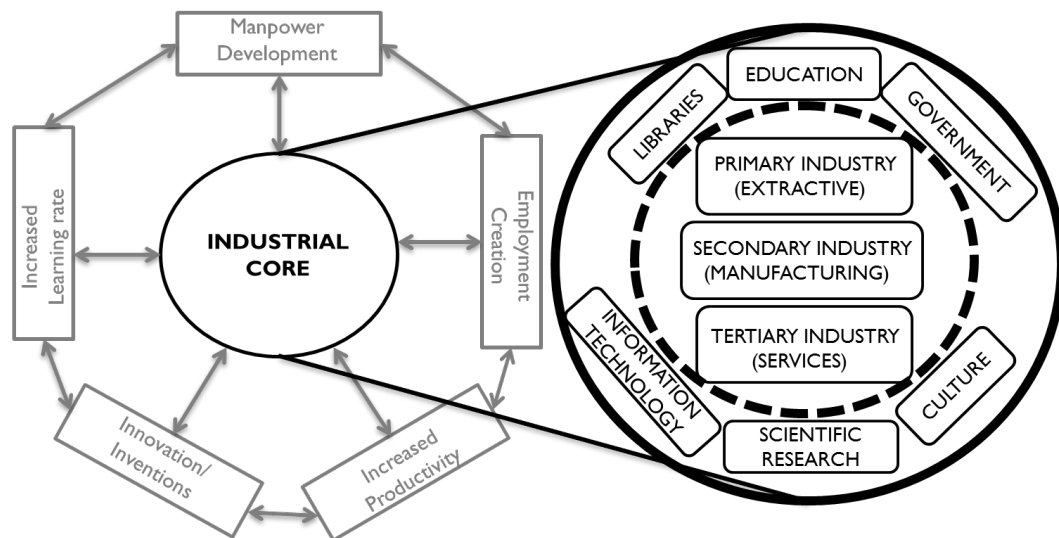 Manpower
Development
Increased
Learning rate
INDUSTRIAL
CORE
Employment
Creation
Innovation/
Inventions
Increased
Productivity
EDUCATION
LIBRARIES
GOVERNMENT
PRIMARY INDUSTRY
(EXTRACTIVE)
SECONDARY INDUSTRY
(MANUFACTURING)
TERTIARY INDUSTRY
(SERVICES)
INFORMATION
TECHNOLOGY
CULTURE
SCIENTIFIC
RESEARCH